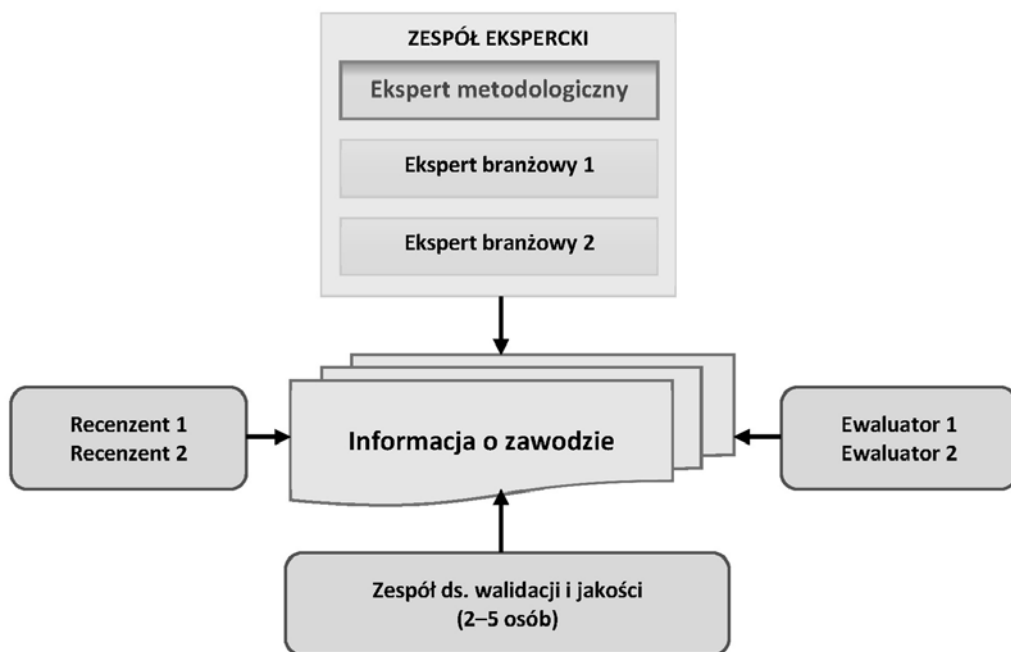 ZESPÓŁ EKSPERCKI
Ekspert metodologiczny
Ekspert branżowy 1
Ekspert branżowy 2
Recenzent 1
Recenzent 2
Informacja o zawodzie
Ewaluator 1
Ewaluator 2
Zespół ds. walidacji i jakości
(2–5 osób)